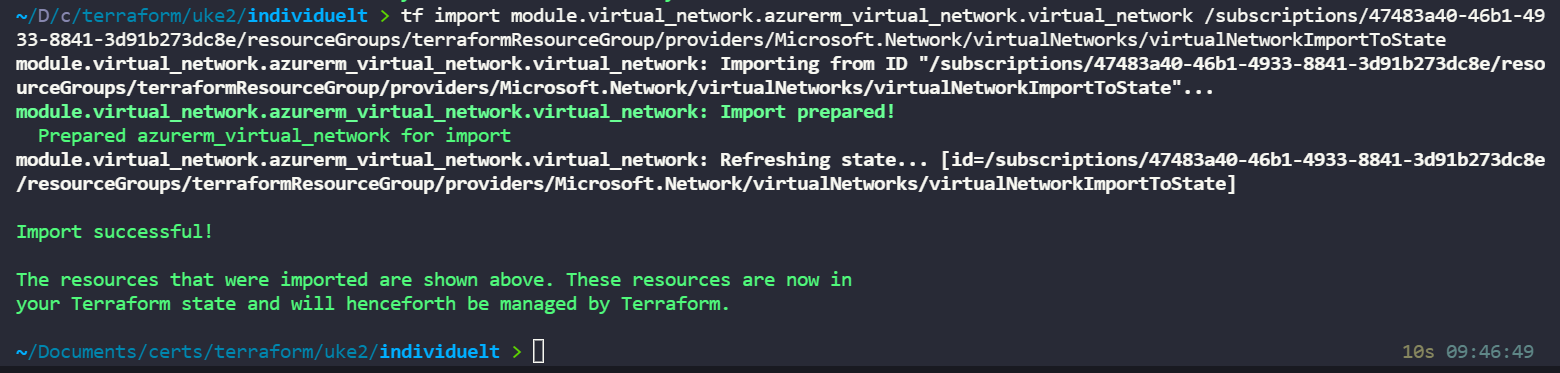 ~/D/c/terraform/uke2/individuelt > tf import module.virtual_network.azurerm_virtual_network.virtual_network /subscriptions/47483a40-46b1-49
33-8841-3d91b273dc8e/resourceGroups/terraformResourceGroup/providers/Microsoft.Network/virtualNetworks/virtualNetworkImportToState
module.virtual_network.azurerm_virtual_network.virtual_network: Importing from ID "/subscriptions/47483a40-46b1-4933-8841-3d91b273dc8e/reso
urceGroups/terraformResourceGroup/providers/Microsoft.Network/virtualNetworks/virtualNetworkImportToState"...
module.virtual_network.azurerm_virtual_network.virtual_network: Import prepared!
  Prepared azurerm_virtual_network for import
module.virtual_network.azurerm_virtual_network.virtual_network: Refreshing state... [id=/subscriptions/47483a40-46b1-4933-8841-3d91b273dc8e
/resourceGroups/terraformResourceGroup/providers/Microsoft.Network/virtualNetworks/virtualNetworkImportToState]
Import successful!
The resources that were imported are shown above. These resources are now in
your Terraform state and will henceforth be managed by Terraform.
~/Documents/certs/terraform/uke2/individuelt > 10s 09:46:49